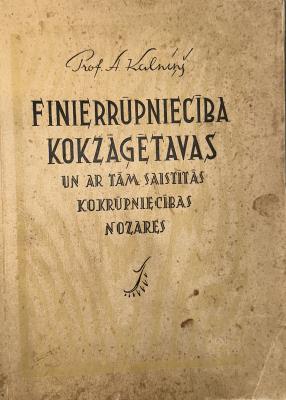 Prof. A. Kalniņš
FINIERRŪPNIECĪBA
KOKZĀĢĒTAVAS
UN AR TĀM SAISTĪTĀS
KOKRŪPNIECĪBAS
NOZARES